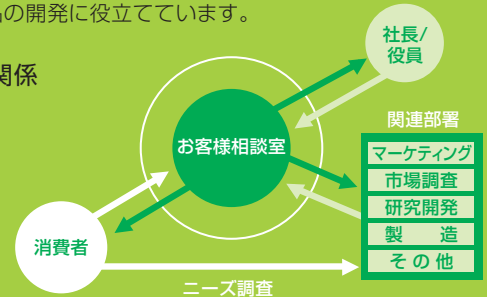 品の開発に役立てています。
関係
社長/
役員
関連部署
お客様相談室
マーケティング
市場調査
研究開発
製　造
その他
消費者
ニーズ調査